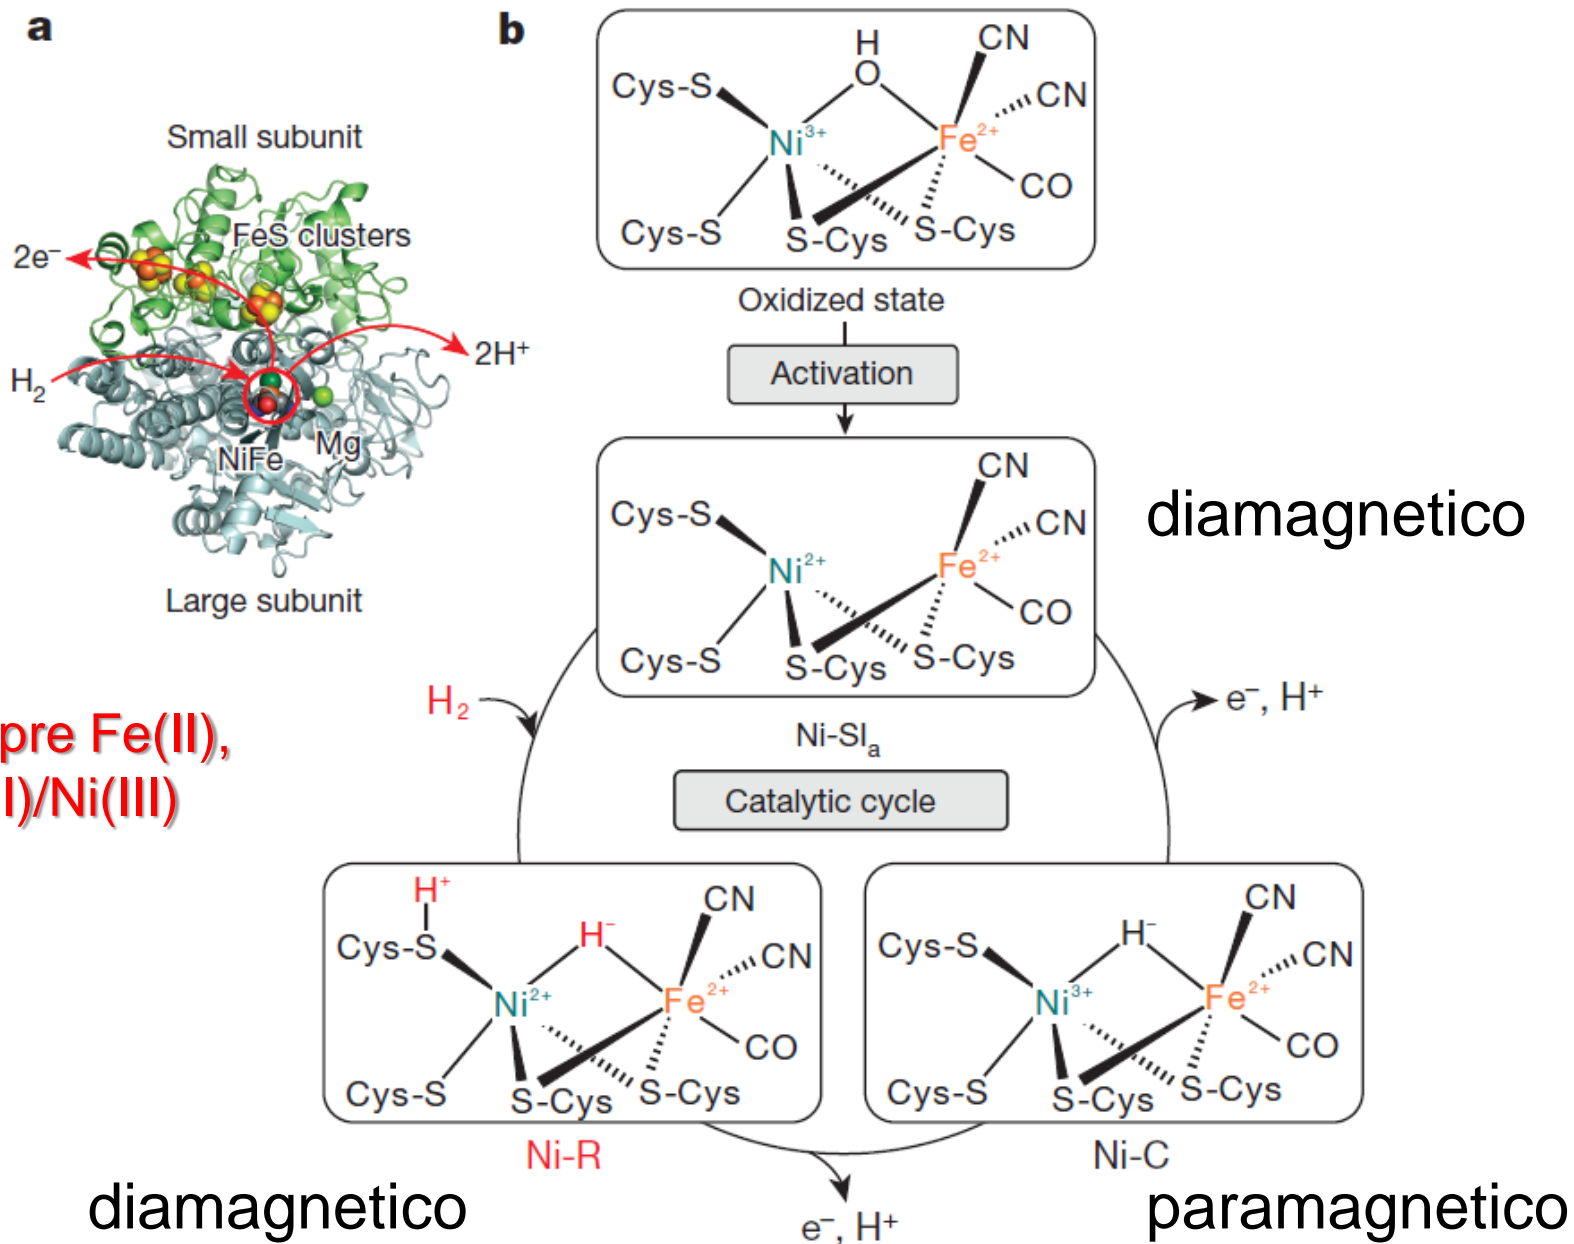 a
Small subunit
FeS clusters
2e⁻
2H⁺
H₂
NiFe
Mg
Large subunit
b
H
O
CN
Cys-S
CN
Ni³⁺
Fe²⁺
CO
Cys-S
S-Cys
S-Cys
Oxidized state
Activation
CN
Cys-S
CN
Ni²⁺
Fe²⁺
CO
Cys-S
S-Cys
S-Cys
diamagnetico
Ni-SIₐ
H₂
e⁻, H⁺
pre Fe(II),
I)/Ni(III)
Catalytic cycle
H⁺
CN
Cys-S
H⁻
CN
Ni²⁺
Fe²⁺
CO
Cys-S
S-Cys
S-Cys
Ni-R
diamagnetico
CN
Cys-S
H⁻
CN
Ni³⁺
Fe²⁺
CO
Cys-S
S-Cys
S-Cys
Ni-C
paramagnetico
e⁻, H⁺